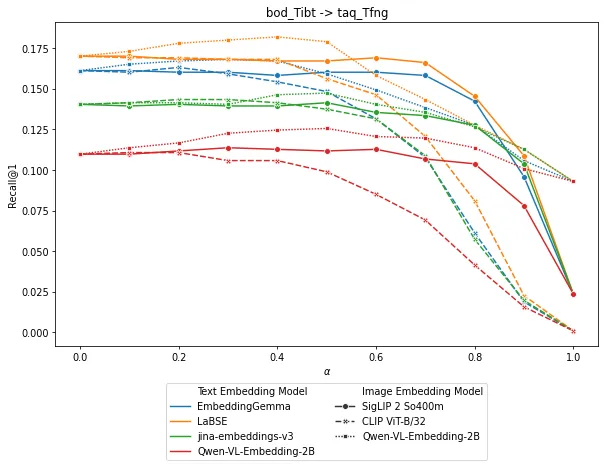 bod_Tibt -> taq_Tfng
Recall@1
0.175
0.150
0.125
0.100
0.075
0.050
0.025
0.000
0.0 0.2 0.4 0.6 0.8 1.0
α
Text Embedding Model Image Embedding Model
EmbeddingGemma SigLIP 2 So400m
LaBSE CLIP ViT-B/32
jina-embeddings-v3 Qwen-VL-Embedding-2B
Qwen-VL-Embedding-2B